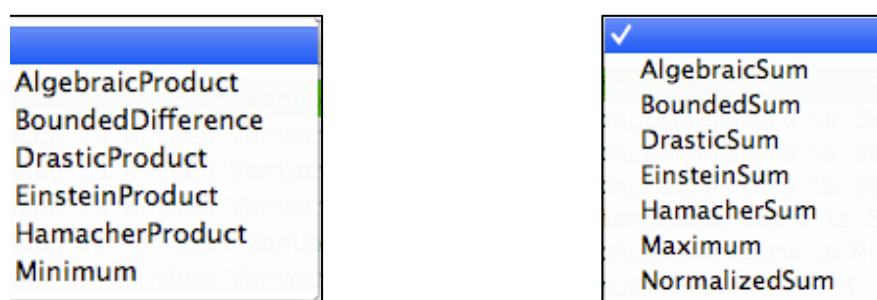 AlgebraicProduct
BoundedDifference
DrasticProduct
EinsteinProduct
HamacherProduct
Minimum
AlgebraicSum
BoundedSum
DrasticSum
EinsteinSum
HamacherSum
Maximum
NormalizedSum